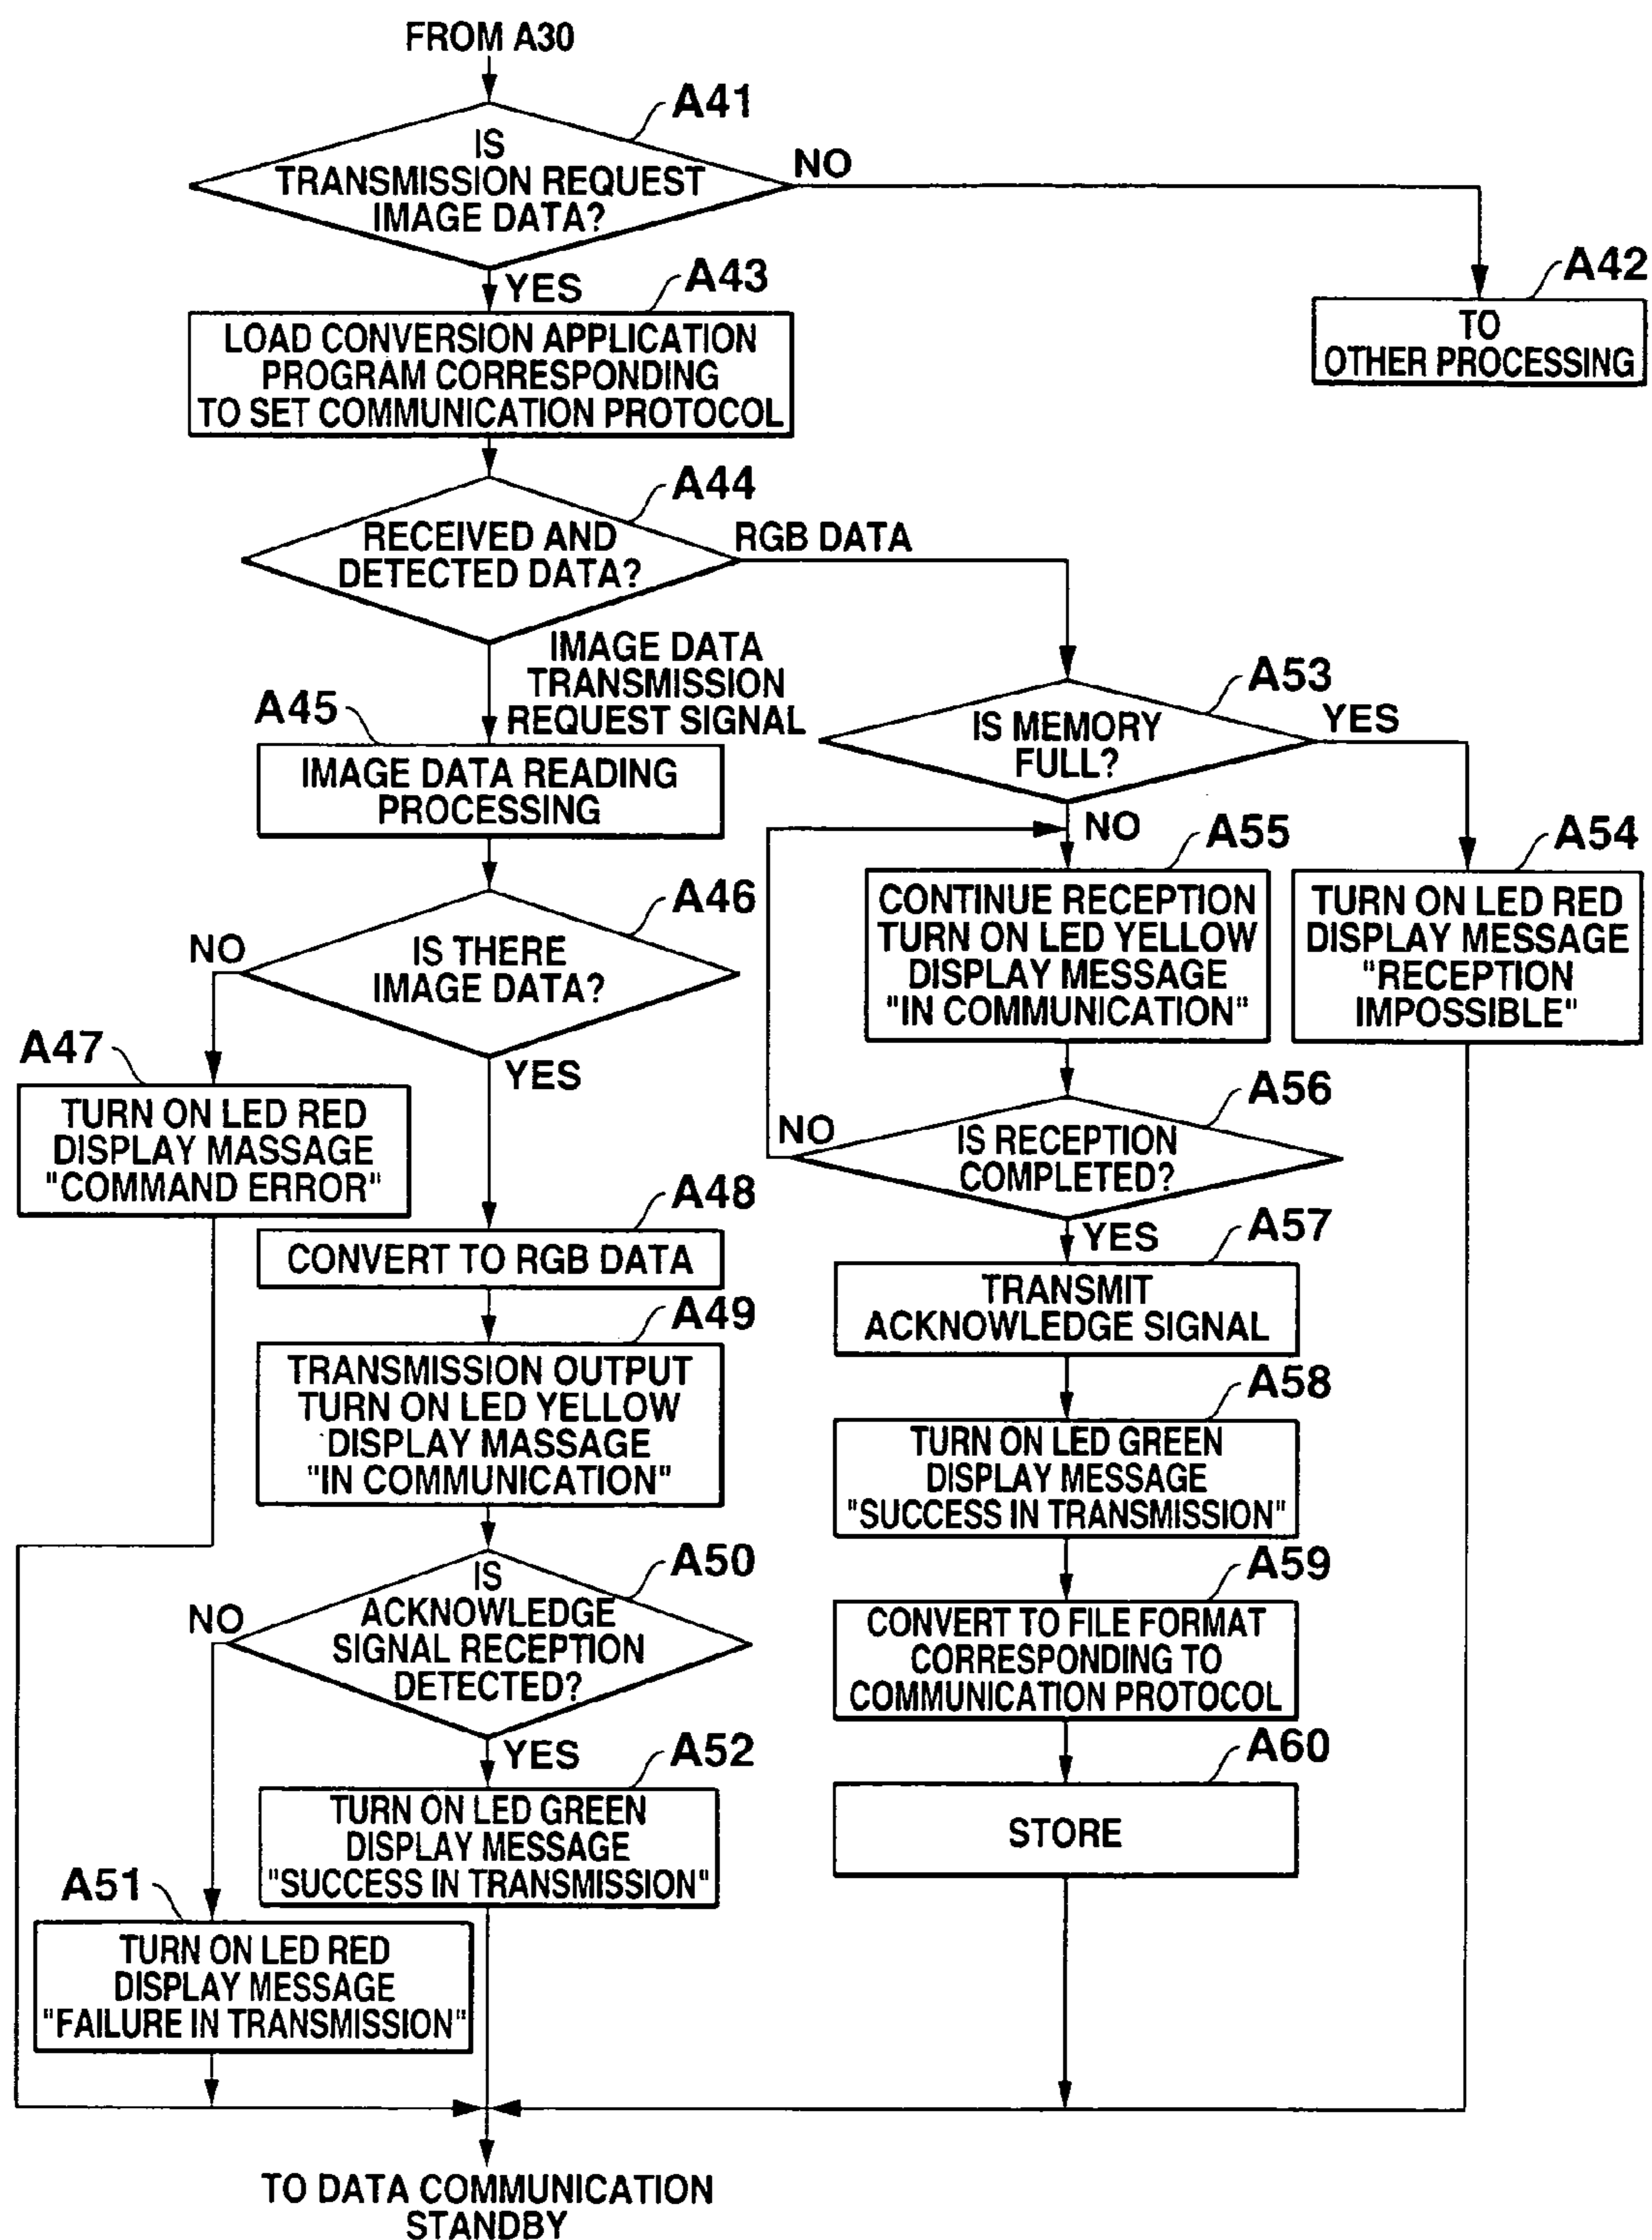 FROM A30
A41
IS
TRANSMISSION REQUEST
IMAGE DATA?
NO
YES
A42
TO
OTHER PROCESSING
A43
LOAD CONVERSION APPLICATION
PROGRAM CORRESPONDING
TO SET COMMUNICATION PROTOCOL
A44
RECEIVED AND
DETECTED DATA?
RGB DATA
IMAGE DATA
TRANSMISSION
REQUEST SIGNAL
A45
IMAGE DATA READING
PROCESSING
A46
IS THERE
IMAGE DATA?
NO
YES
A47
TURN ON LED RED
DISPLAY MASSAGE
"COMMAND ERROR"
A48
CONVERT TO RGB DATA
A49
TRANSMISSION OUTPUT
TURN ON LED YELLOW
DISPLAY MASSAGE
"IN COMMUNICATION"
A50
IS
ACKNOWLEDGE
SIGNAL RECEPTION
DETECTED?
NO
YES
A51
TURN ON LED RED
DISPLAY MESSAGE
"FAILURE IN TRANSMISSION"
A52
TURN ON LED GREEN
DISPLAY MESSAGE
"SUCCESS IN TRANSMISSION"
A53
IS MEMORY
FULL?
YES
NO
A54
TURN ON LED RED
DISPLAY MESSAGE
"RECEPTION
IMPOSSIBLE"
A55
CONTINUE RECEPTION
TURN ON LED YELLOW
DISPLAY MESSAGE
"IN COMMUNICATION"
A56
IS RECEPTION
COMPLETED?
NO
YES
A57
TRANSMIT
ACKNOWLEDGE SIGNAL
A58
TURN ON LED GREEN
DISPLAY MESSAGE
"SUCCESS IN TRANSMISSION"
A59
CONVERT TO FILE FORMAT
CORRESPONDING TO
COMMUNICATION PROTOCOL
A60
STORE
TO DATA COMMUNICATION
STANDBY